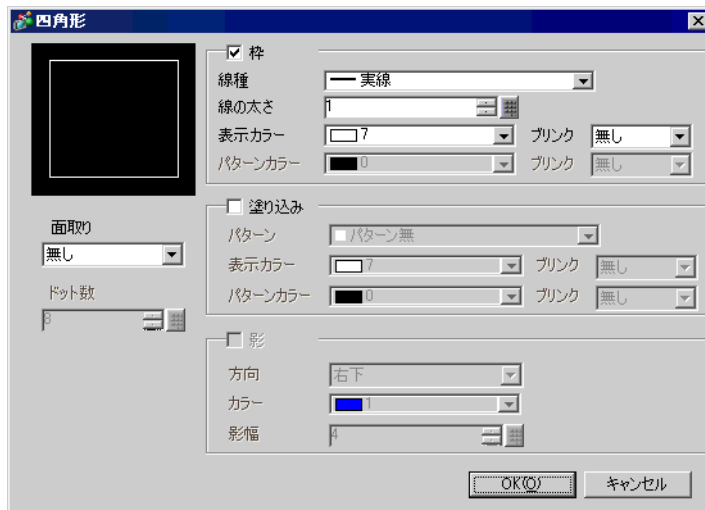 四角形
枠
線種 実線
線の太さ 1
表示カラー 7 ブリンク 無し
パターンカラー 0 ブリンク 無し
面取り
無し
ドット数
8
塗り込み
パターン パターン無
表示カラー 7 ブリンク 無し
パターンカラー 0 ブリンク 無し
影
方向 右下
カラー 1
影幅 4
OK(O) キャンセル